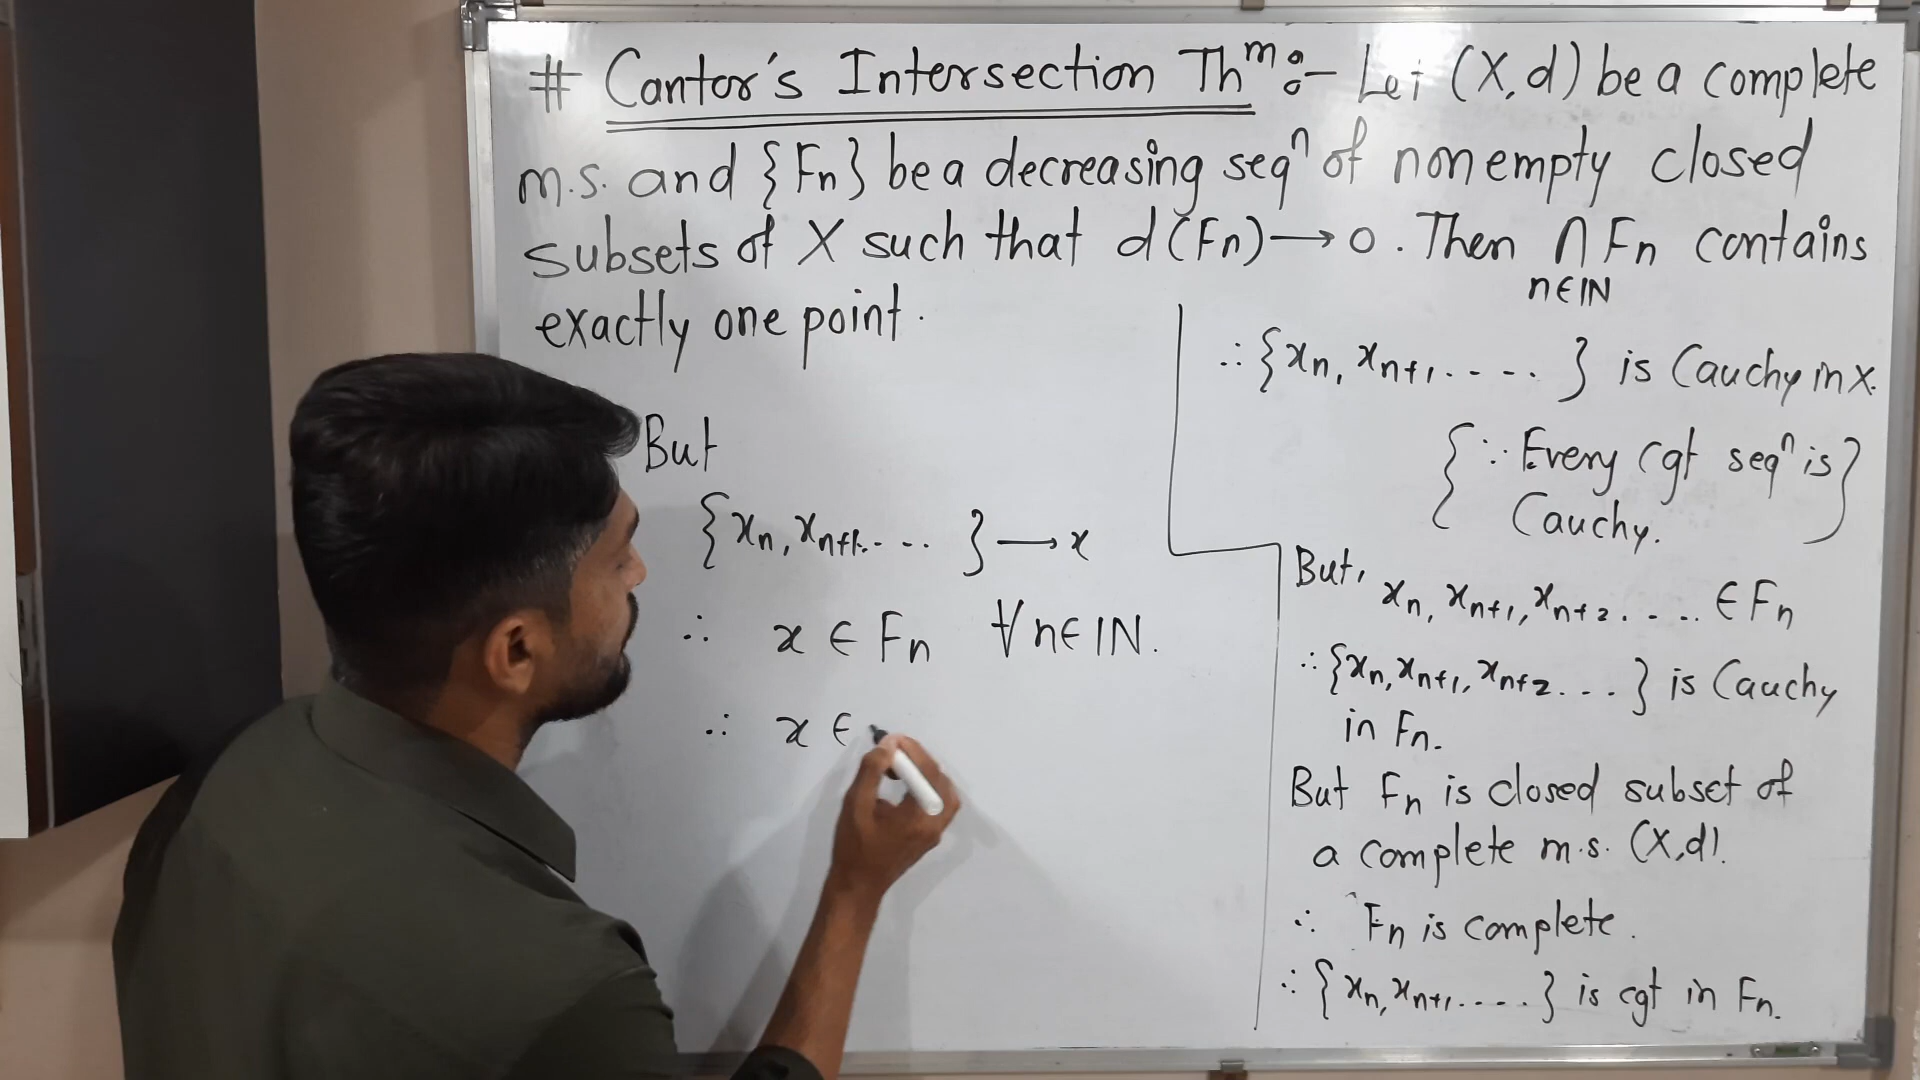 # Cantor's Intersection Thᵐ :- Let (X,d) be a complete
m.s. and {Fn} be a decreasing seqⁿ of nonempty closed
subsets of X such that d(Fn)→0. Then ∩ Fn contains
n∈IN
exactly one point.
∴ {xn, xn+1.....} is Cauchy in X.
{∵ Every cgt seqⁿ is
Cauchy.}
But, xn, xn+1, xn+2..... ∈ Fn
∴ {xn, xn+1, xn+2....} is Cauchy
in Fn.
But Fn is closed subset of
a complete m.s. (X,d).
∴ Fn is complete.
∴ {xn, xn+1.....} is cgt in Fn.
But
{xn, xn+1.....} → x
∴ x ∈ Fn ∀n∈IN.
∴ x ∈